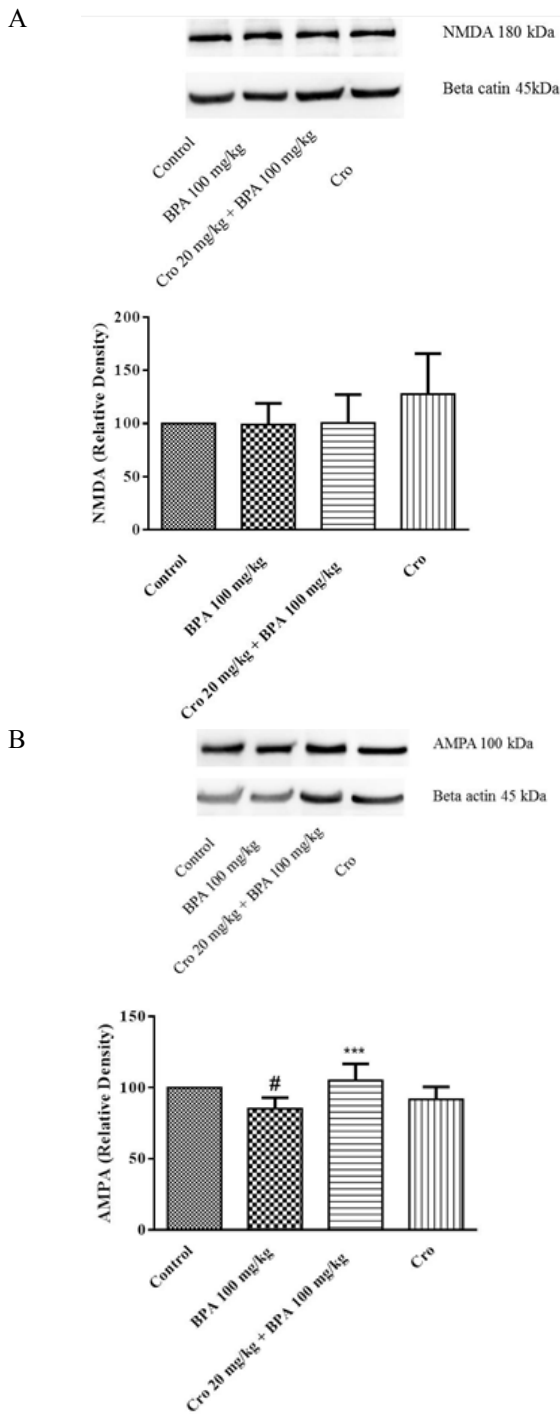 A
NMDA 180 kDa
Beta catin 45kDa
Control
BPA 100 mg/kg
Cro 20 mg/kg + BPA 100 mg/kg
Cro
200
150
100
50
0
NMDA (Relative Density)
Control
BPA 100 mg/kg
Cro 20 mg/kg + BPA 100 mg/kg
Cro
B
AMPA 100 kDa
Beta actin 45 kDa
Control
BPA 100 mg/kg
Cro 20 mg/kg + BPA 100 mg/kg
Cro
150
100
50
0
AMPA (Relative Density)
#
***
Control
BPA 100 mg/kg
Cro 20 mg/kg + BPA 100 mg/kg
Cro